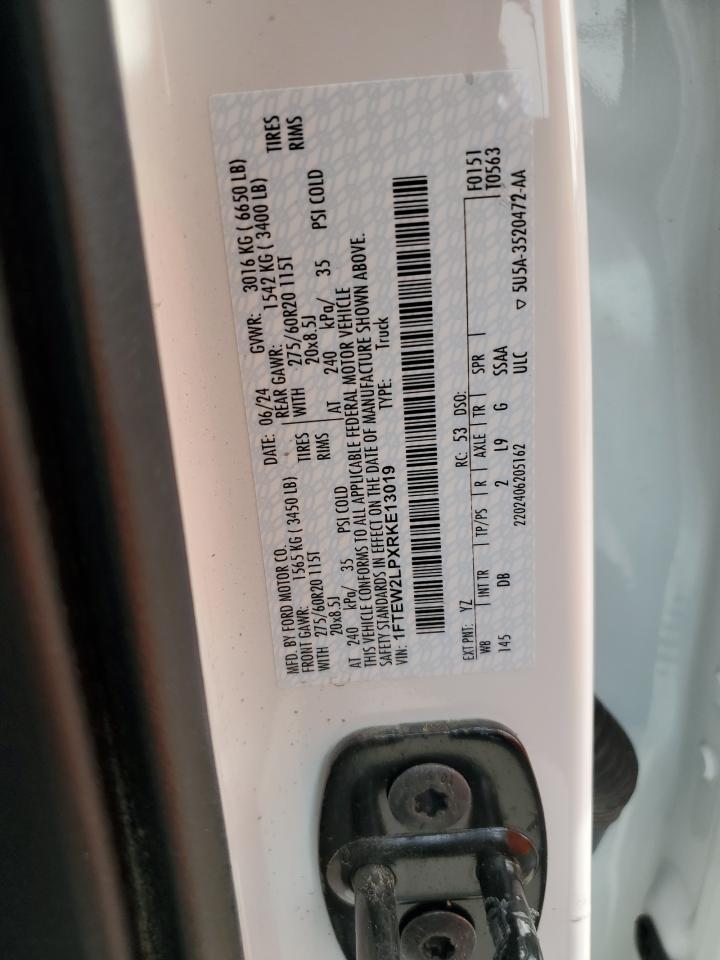 MFD. BY FORD MOTOR CO. DATE: 06/24 GVWR: 3016 KG ( 6650 LB)
FRONT GAWR: 1565 KG ( 3450 LB) REAR GAWR: 1542 KG ( 3400 LB)
WITH 275/60R20 115T TIRES WITH 275/60R20 115T TIRES
20x8.5J RIMS 20x8.5J RIMS
AT 240 kPa/ 35 PSI COLD AT 240 kPa/ 35 PSI COLD
THIS VEHICLE CONFORMS TO ALL APPLICABLE FEDERAL MOTOR VEHICLE
SAFETY STANDARDS IN EFFECT ON THE DATE OF MANUFACTURE SHOWN ABOVE.
VIN: 1FTEW2LPXRKE13019 TYPE: Truck
EXT PNT: YZ RC: 53 DSO: F0151
WB INT TR TP/PS R AXLE TR SPR T0563
145 DB 2 L9 G SSAA
2202406205162 ULC ▽ 5U5A-3520472-AA